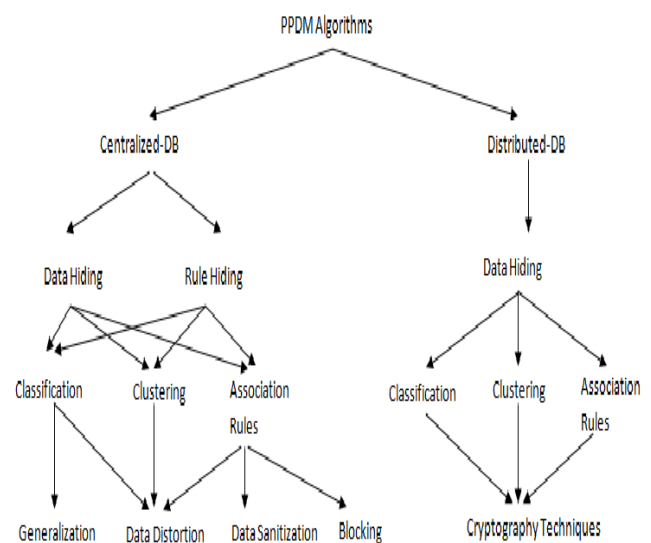 PPDM Algorithms
Centralized-DB
Distributed-DB
Data Hiding
Rule Hiding
Data Hiding
Classification
Clustering
Association
Rules
Classification
Clustering
Association
Rules
Generalization
Data Distortion
Data Sanitization
Blocking
Cryptography Techniques